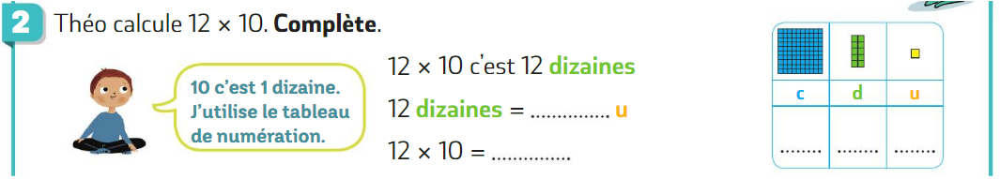 2 Théo calcule 12 × 10. Complète.
10 c'est 1 dizaine.
J'utilise le tableau
de numération.
12 × 10 c'est 12 dizaines
12 dizaines = .............. u
12 × 10 = ..............
c d u
........ ........ ........